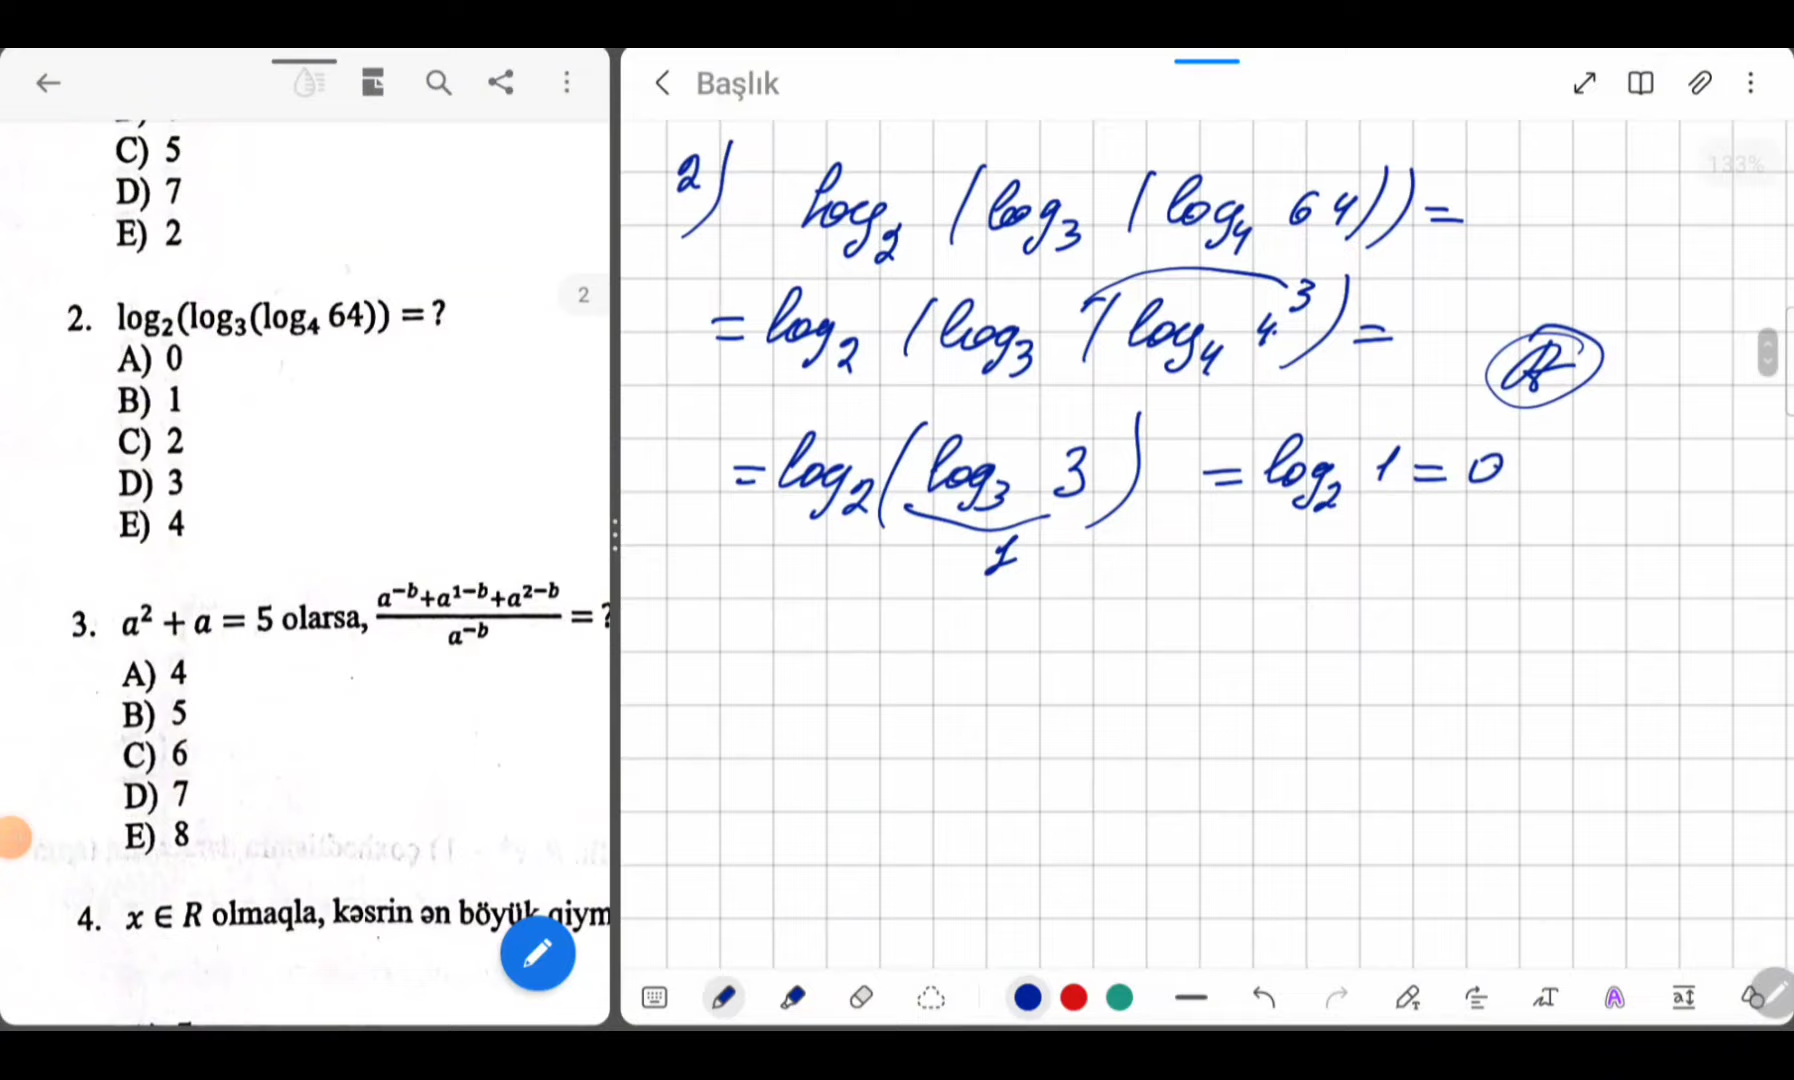 Başlık
133%
C) 5
D) 7
E) 2
2
2. log₂(log₃(log₄ 64)) = ?
A) 0
B) 1
C) 2
D) 3
E) 4
3. a² + a = 5 olarsa, (a⁻ᵇ+a¹⁻ᵇ+a²⁻ᵇ)/(a⁻ᵇ) = ?
A) 4
B) 5
C) 6
D) 7
E) 8
4. x ∈ R olmaqla, kəsrin ən böyük qiym
2) log₂ (log₃ (log₄ 64)) =
= log₂ (log₃ (log₄ 4³) =
A
= log₂ (log₃ 3) = log₂ 1 = 0
1